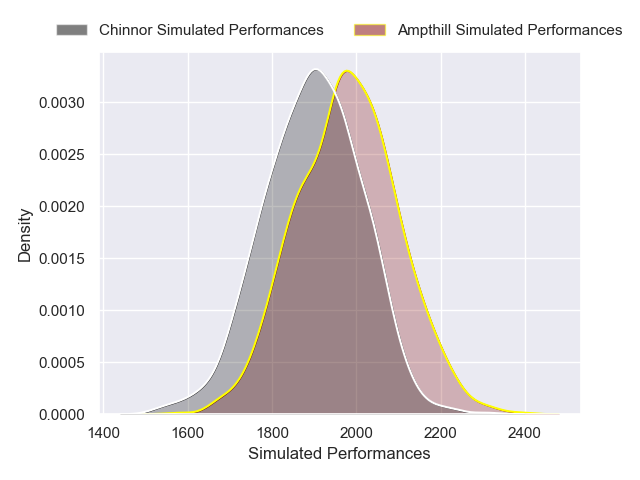 Chinnor Simulated Performances Ampthill Simulated Performances
0.0030
0.0025
0.0020
0.0015
0.0010
0.0005
0.0000
Density
1400 1600 1800 2000 2200 2400
Simulated Performances